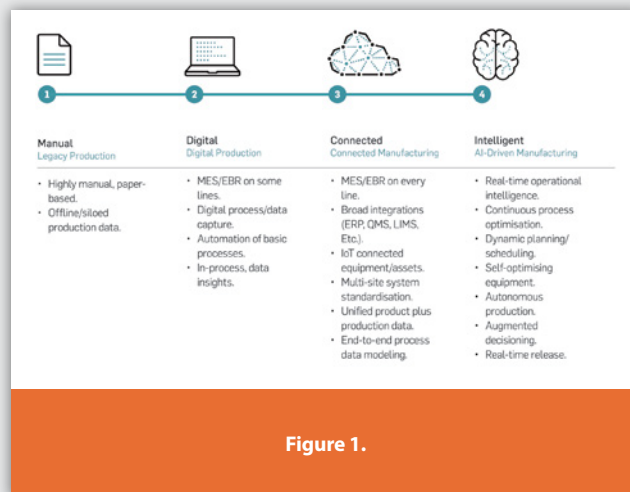 1
2
3
4
Manual
Legacy Production
• Highly manual, paper-
based.
• Offline/siloed
production data.
Digital
Digital Production
• MES/EBR on some
lines.
• Digital process/data
capture.
• Automation of basic
processes.
• In-process, data
insights.
Connected
Connected Manufacturing
• MES/EBR on every
line.
• Broad integrations
(ERP, QMS, LIMS,
Etc.).
• IoT connected
equipment/assets.
• Multi-site system
standardisation.
• Unified product plus
production data.
• End-to-end process
data modeling.
Intelligent
AI-Driven Manufacturing
• Real-time operational
intelligence.
• Continuous process
optimisation.
• Dynamic planning/
scheduling.
• Self-optimising
equipment.
• Autonomous
production.
• Augmented
decisioning.
• Real-time release.
Figure 1.